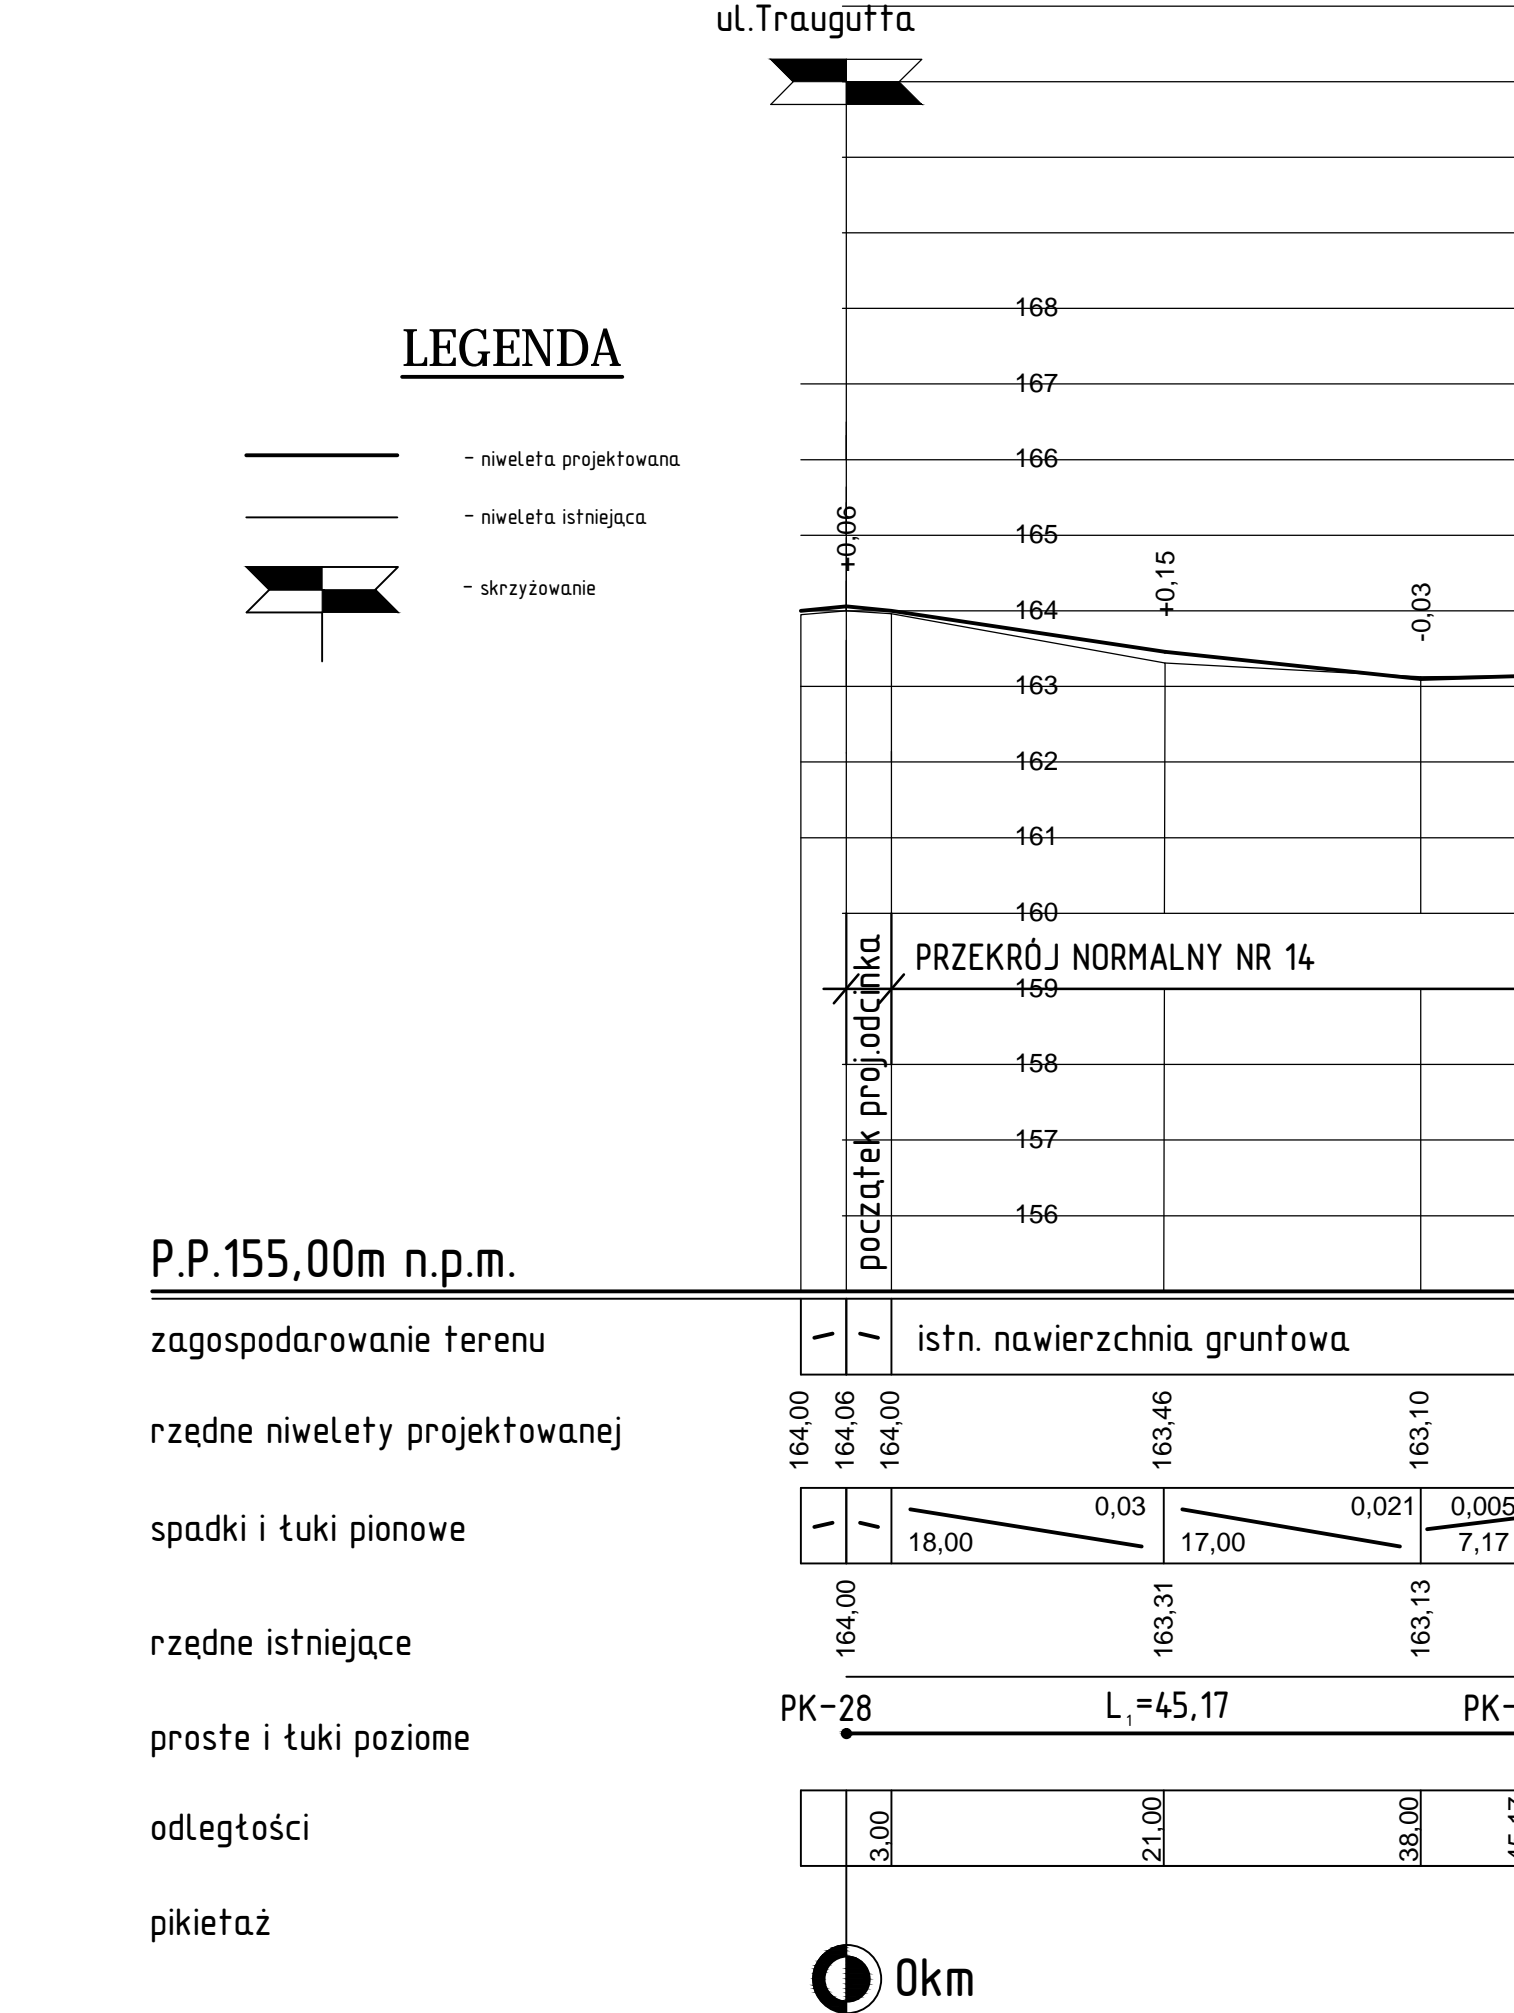 ul.Traugutta
168
LEGENDA
167
- niweleta projektowana
166
- niweleta istniejąca
+0,06
165
- skrzyżowanie
+0,15
-0,03
164
163
162
161
160
PRZEKRÓJ NORMALNY NR 14
159
początek proj.odcinka
158
157
156
P.P.155,00m n.p.m.
zagospodarowanie terenu
istn. nawierzchnia gruntowa
rzędne niwelety projektowanej
164,00 164,06 164,00 163,46 163,10
spadki i łuki pionowe
0,03 0,021 0,005
18,00 17,00 7,17
rzędne istniejące
164,00 163,31 163,13
proste i łuki poziome
PK-28 L1=45,17 PK-
odległości
3,00 21,00 38,00
pikietaż
0km